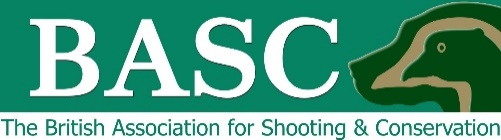 BASC
The British Association for Shooting & Conservation